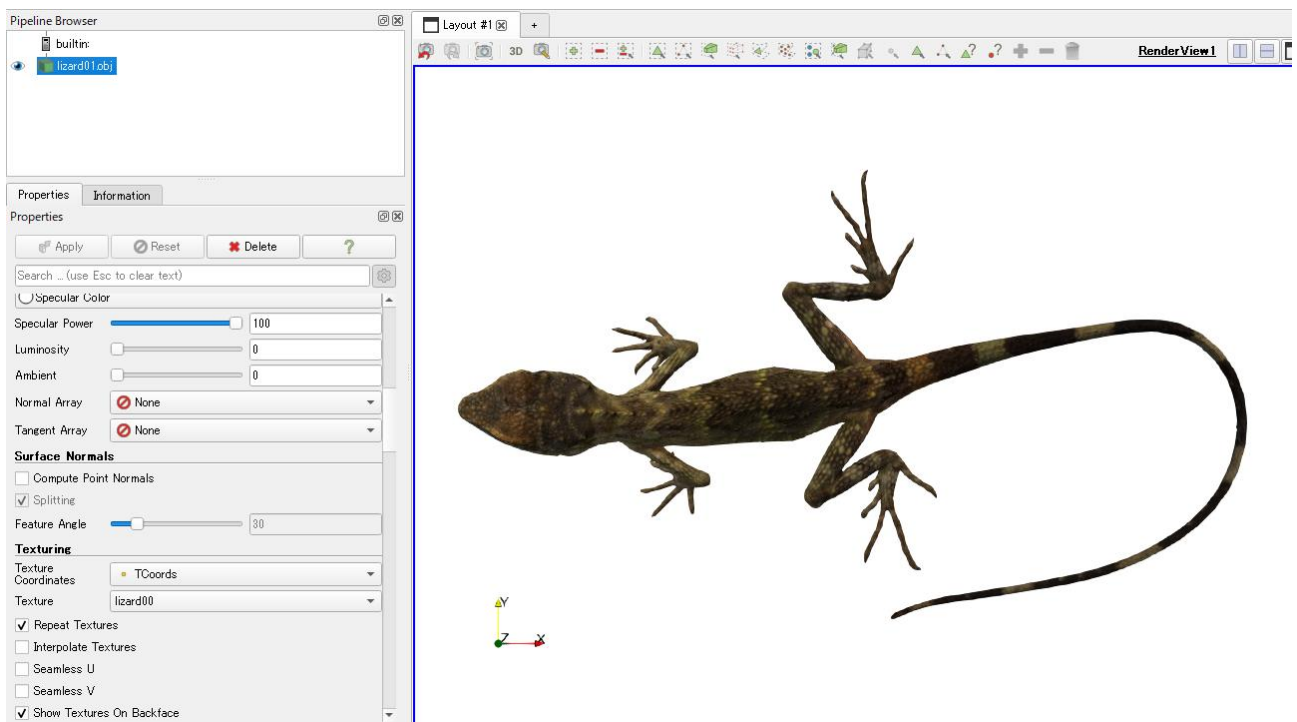 Pipeline Browser
builtin:
lizard01.obj
Properties Information
Properties
Apply Reset Delete ?
Search ... (use Esc to clear text)
Specular Color
Specular Power 100
Luminosity 0
Ambient 0
Normal Array None
Tangent Array None
Surface Normals
Compute Point Normals
Splitting
Feature Angle 30
Texturing
Texture Coordinates TCoords
Texture lizard00
Repeat Textures
Interpolate Textures
Seamless U
Seamless V
Show Textures On Backface
Layout #1 +
3D RenderView1
Y
Z X